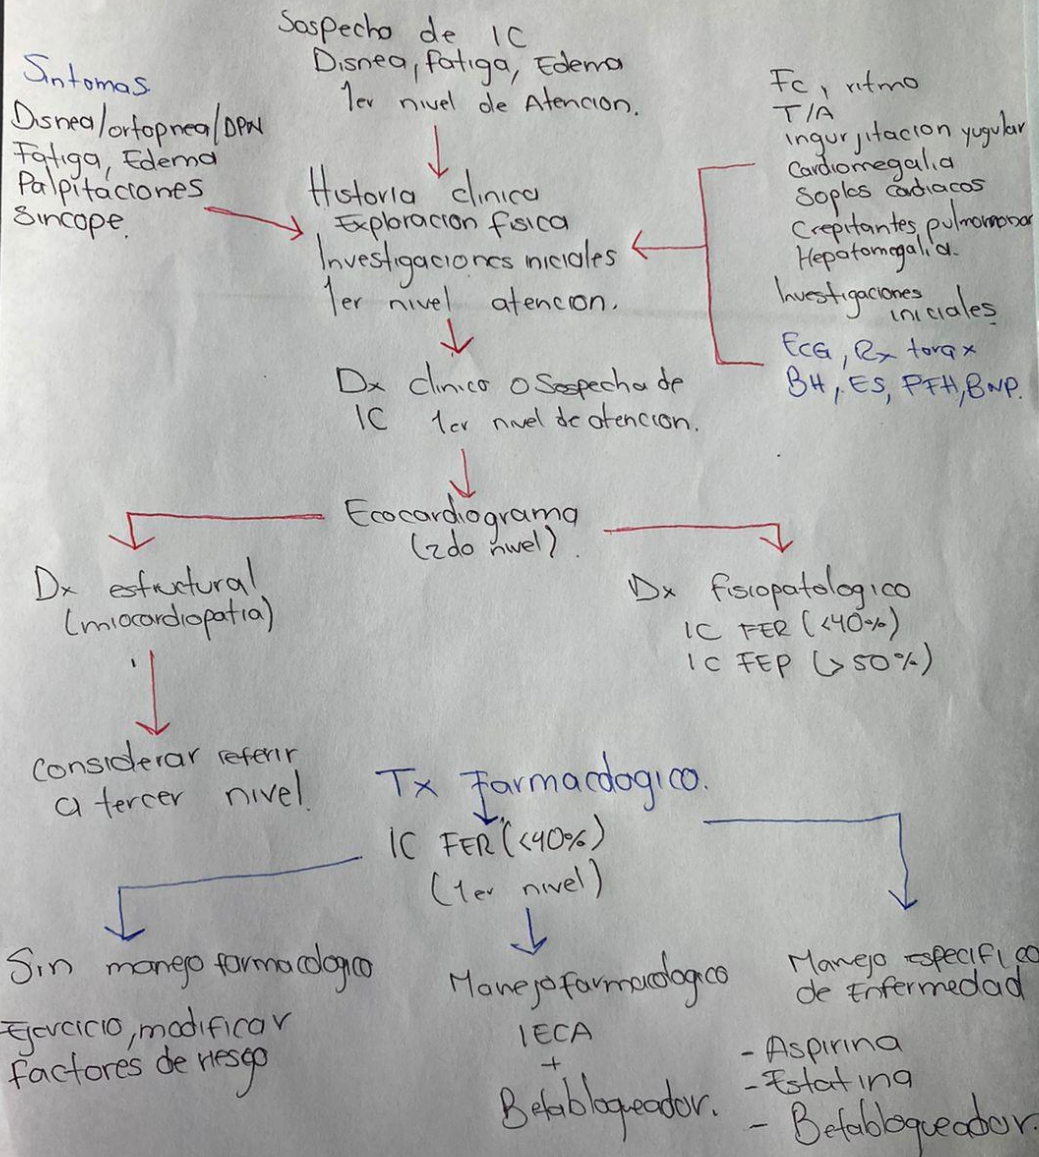 Sospecha de IC
Disnea, fatiga, Edema
1er nivel de Atencion.
Sintomas
Disnea/ortopnea/DPN
Fatiga, Edema
Palpitaciones
Sincope.
Historia clinica
Exploracion fisica
Investigaciones iniciales
1er nivel atencion.
Fc, ritmo
T/A
ingurjitacion yugular
Cardiomegalia
Soplos cardiacos
Crepitantes pulmononar
Hepatomegalia.
Investigaciones
iniciales
ECG, Rx torax
BH, ES, PFH, BNP.
Dx clinico o Sospecha de
IC 1er nivel de atencion.
Ecocardiograma
(2do nivel).
Dx estructural
(miocardiopatia)
Dx fisiopatologico
IC FER (<40%)
IC FEP (>50%)
Considerar referir
a tercer nivel.
Tx Farmacologico.
IC FER (<40%)
(1er nivel)
Sin manejo farmacologico
Ejercicio, modificar
factores de riesgo
Manejo farmacologico
IECA
+
Betabloqueador.
Manejo especifico
de Enfermedad
- Aspirina
- Estatina
- Betabloqueador.